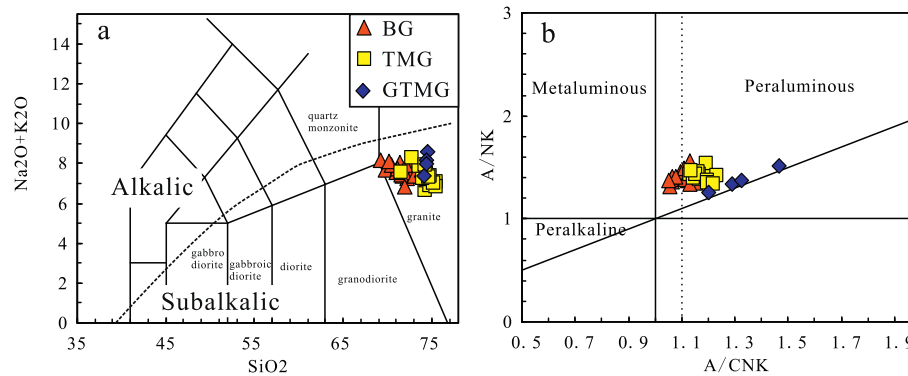 a
BG
TMG
GTMG
Na2O+K2O
14
12
10
8
6
4
2
0
quartz
monzonite
Alkalic
granite
gabbro
diorite
gabbroic
diorite
diorite
granodiorite
Subalkalic
35 45 55 65 75
SiO2
b
A/NK
3
2
1
0
Metaluminous
Peraluminous
Peralkaline
0.5 0.7 0.9 1.1 1.3 1.5 1.7 1.9
A/CNK